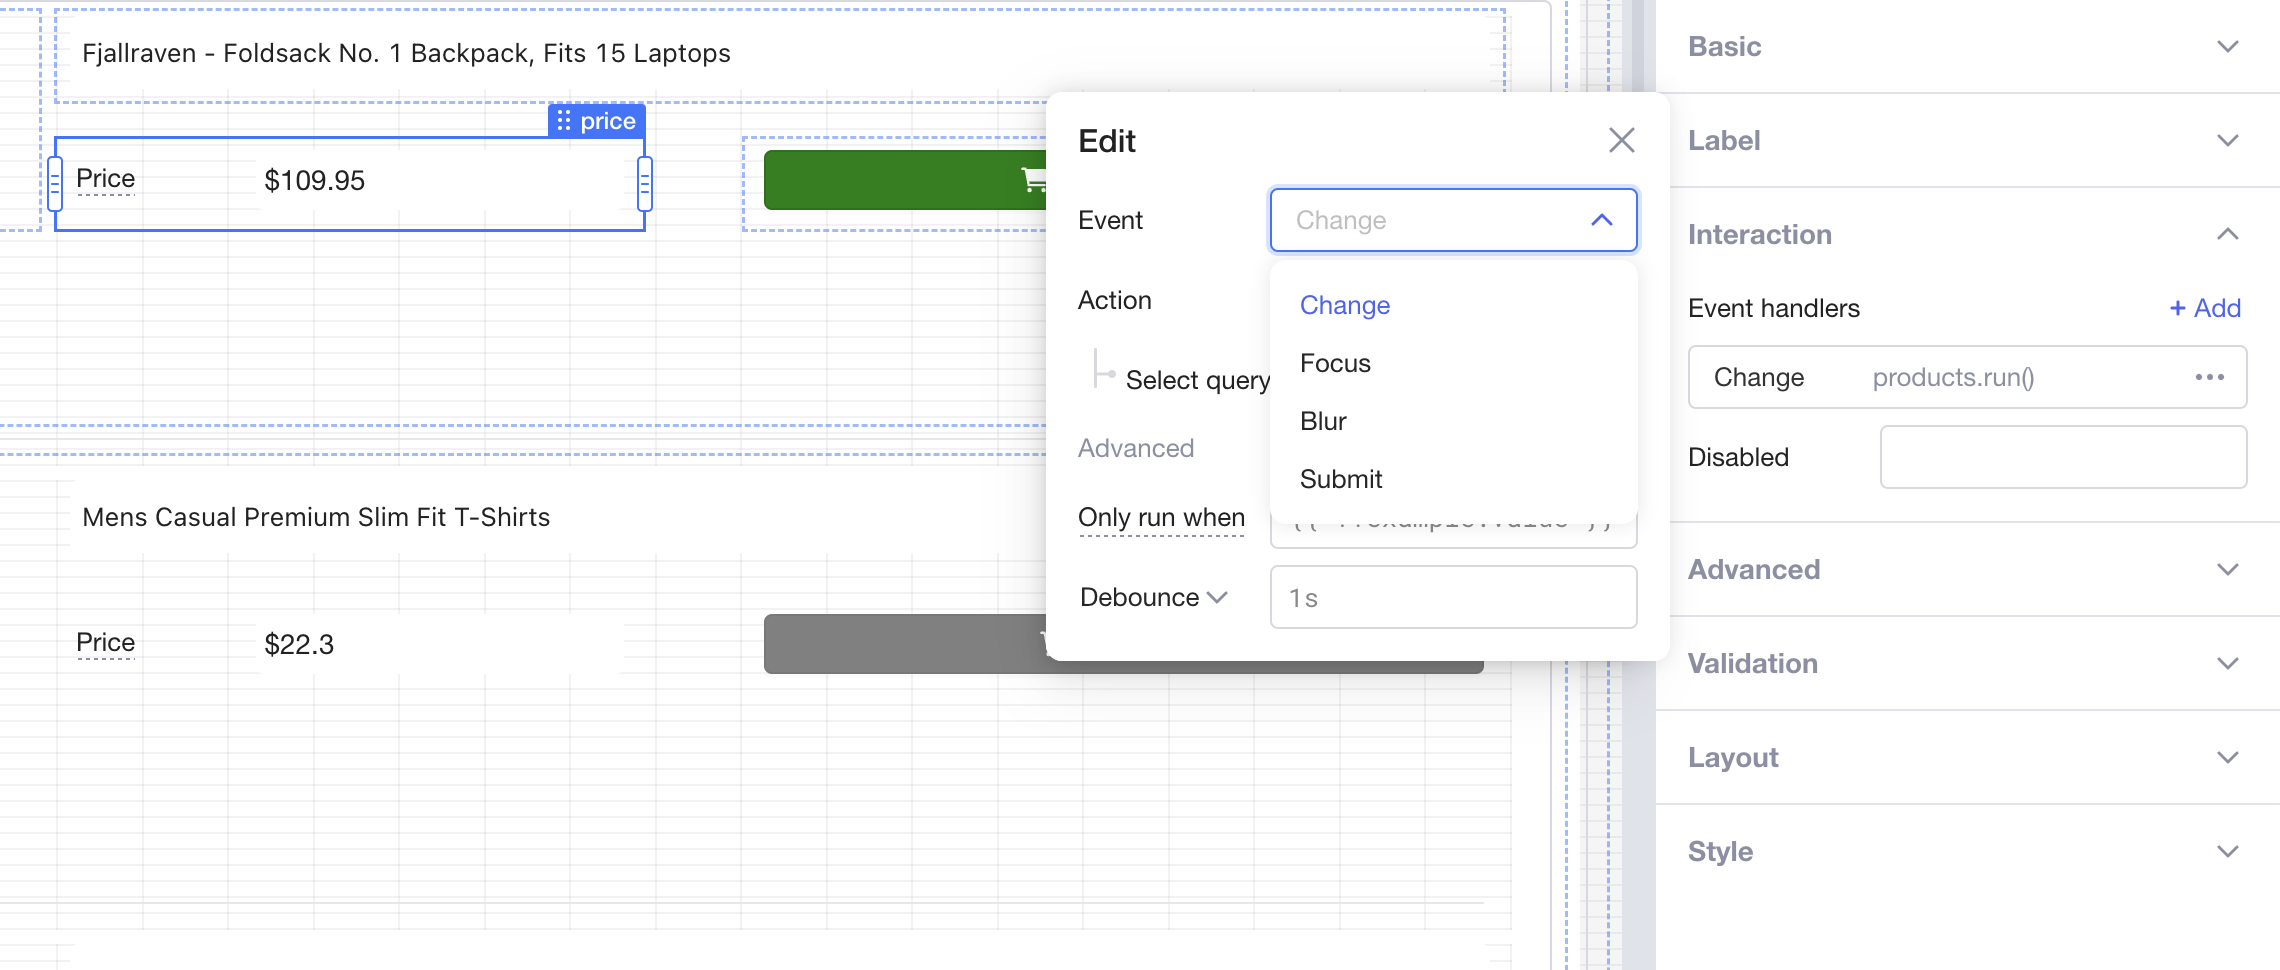 Fjallraven - Foldsack No. 1 Backpack, Fits 15 Laptops
price
Price
$109.95
Mens Casual Premium Slim Fit T-Shirts
Price
$22.3
Edit
Event
Change
Change
Focus
Blur
Submit
Action
Select query
Advanced
Only run when
Debounce
1s
Basic
Label
Interaction
Event handlers
+ Add
Change
products.run()
Disabled
Advanced
Validation
Layout
Style